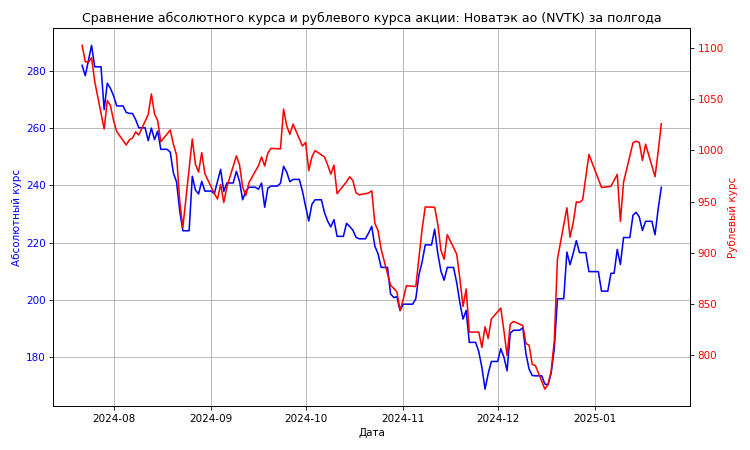 Сравнение абсолютного курса и рублевого курса акции: Новатэк ао (NVTK) за полгода
280
260
240
220
200
180
Абсолютный курс
1100
1050
1000
950
900
850
800
Рублевый курс
2024-08 2024-09 2024-10 2024-11 2024-12 2025-01
Дата